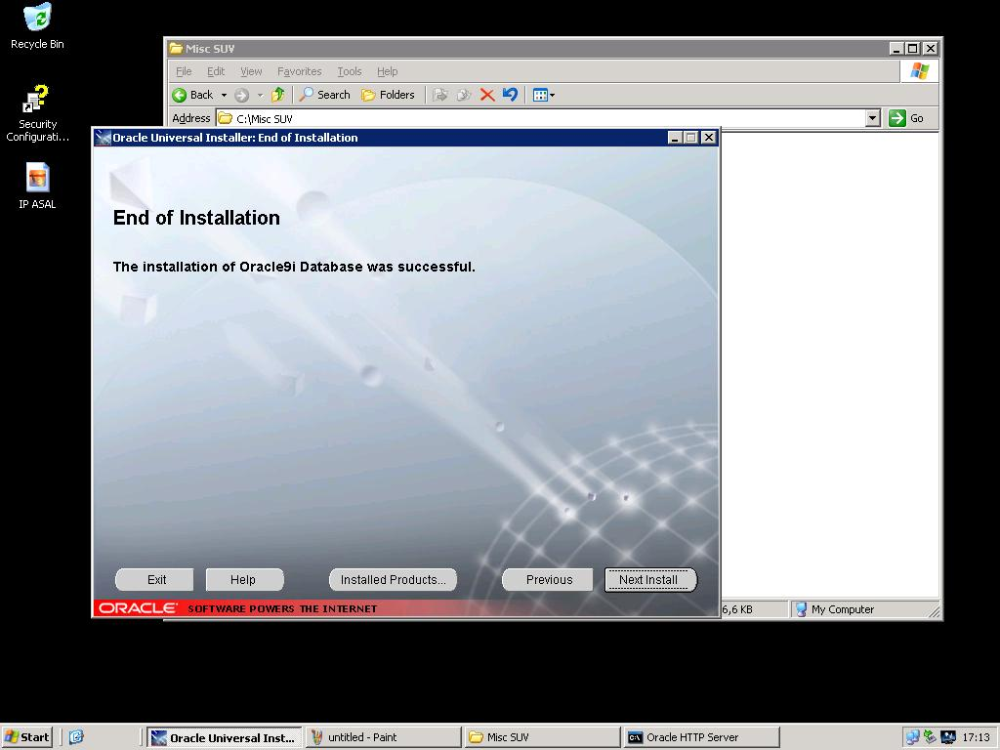 Recycle Bin
Security
Configurati...
IP ASAL
Misc SUV
File Edit View Favorites Tools Help
Back Search Folders
Address C:\Misc SUV Go
Oracle Universal Installer: End of Installation
End of Installation
The installation of Oracle9i Database was successful.
Exit Help Installed Products... Previous Next Install
ORACLE SOFTWARE POWERS THE INTERNET
6,6 KB My Computer
Start Oracle Universal Inst... untitled - Paint Misc SUV Oracle HTTP Server 17:13